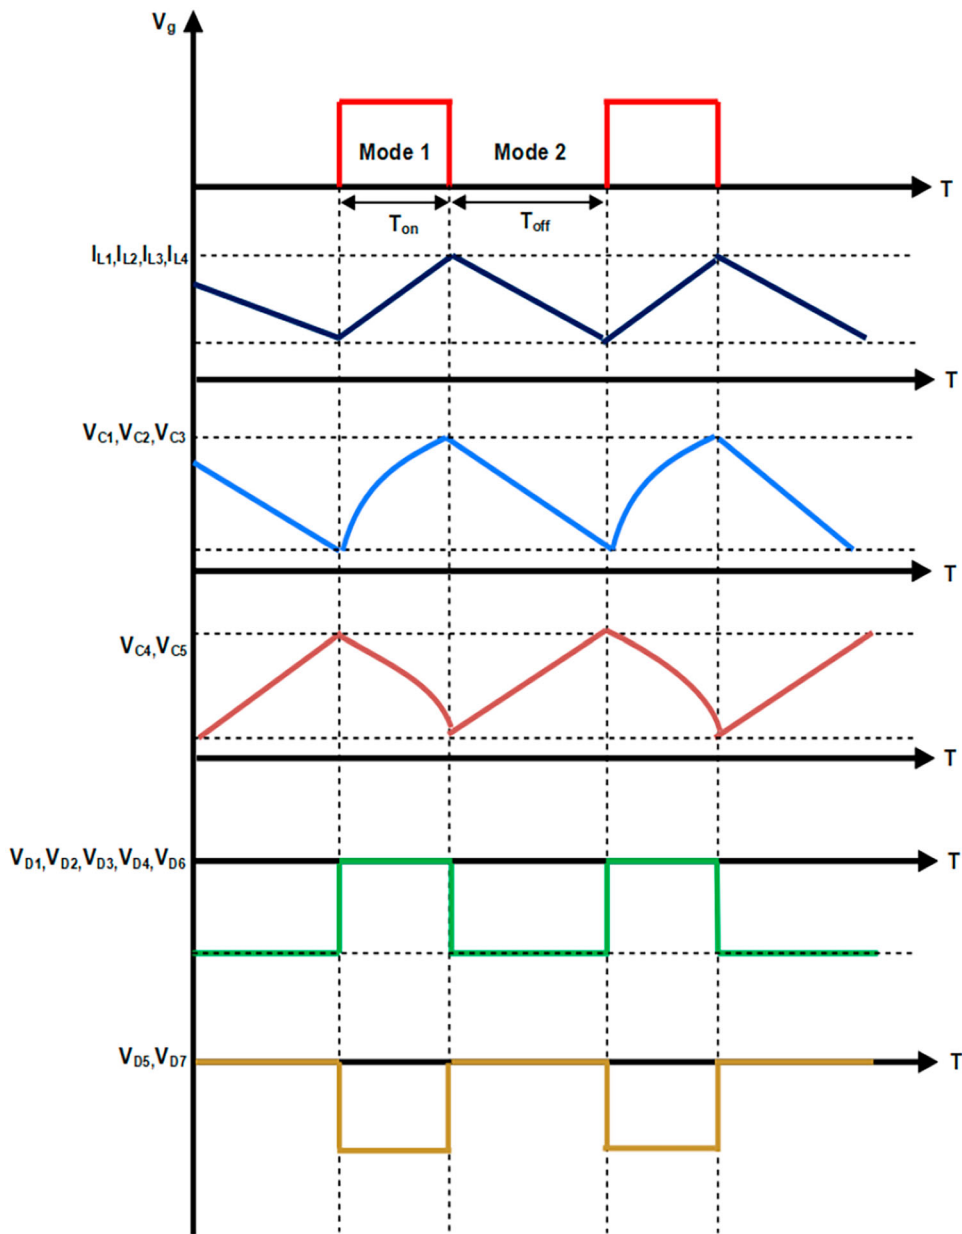 Vg
Mode 1
Mode 2
T
Ton
Toff
IL1,IL2,IL3,IL4
T
VC1,VC2,VC3
T
VC4,VC5
T
VD1,VD2,VD3,VD4,VD6
T
VD5,VD7
T